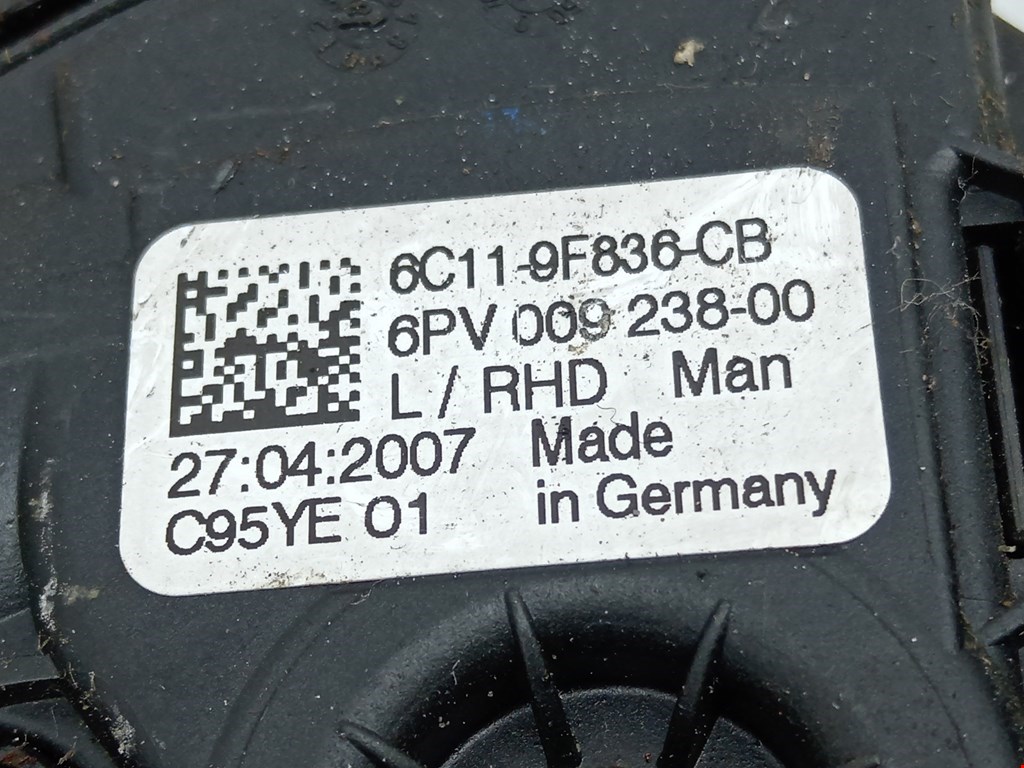 6C11-9F836-CB
6PV 009 238-00
L / RHD Man
27:04:2007 Made
C95YE 01 in Germany